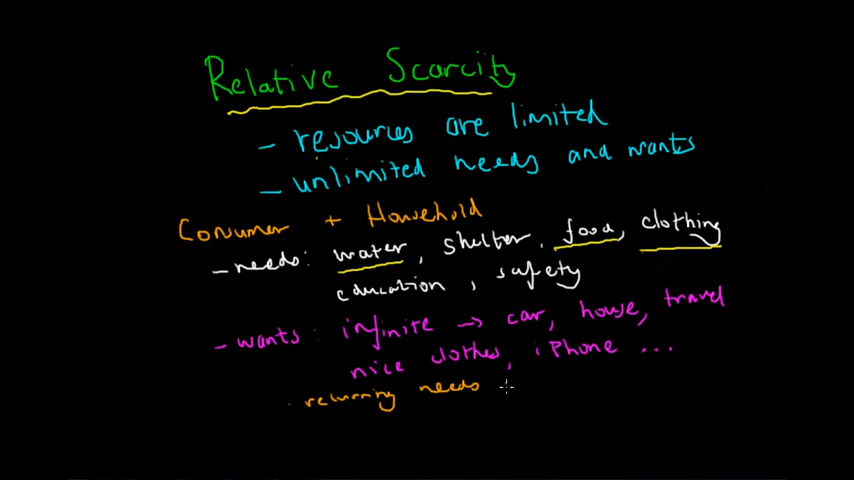 Relative Scarcity
- resources are limited
- unlimited needs and wants
Consumer + Household
- needs: water, shelter, food, clothing
education, safety
- wants: infinite → car, house, travel
nice clothes, iPhone ...
recurring needs